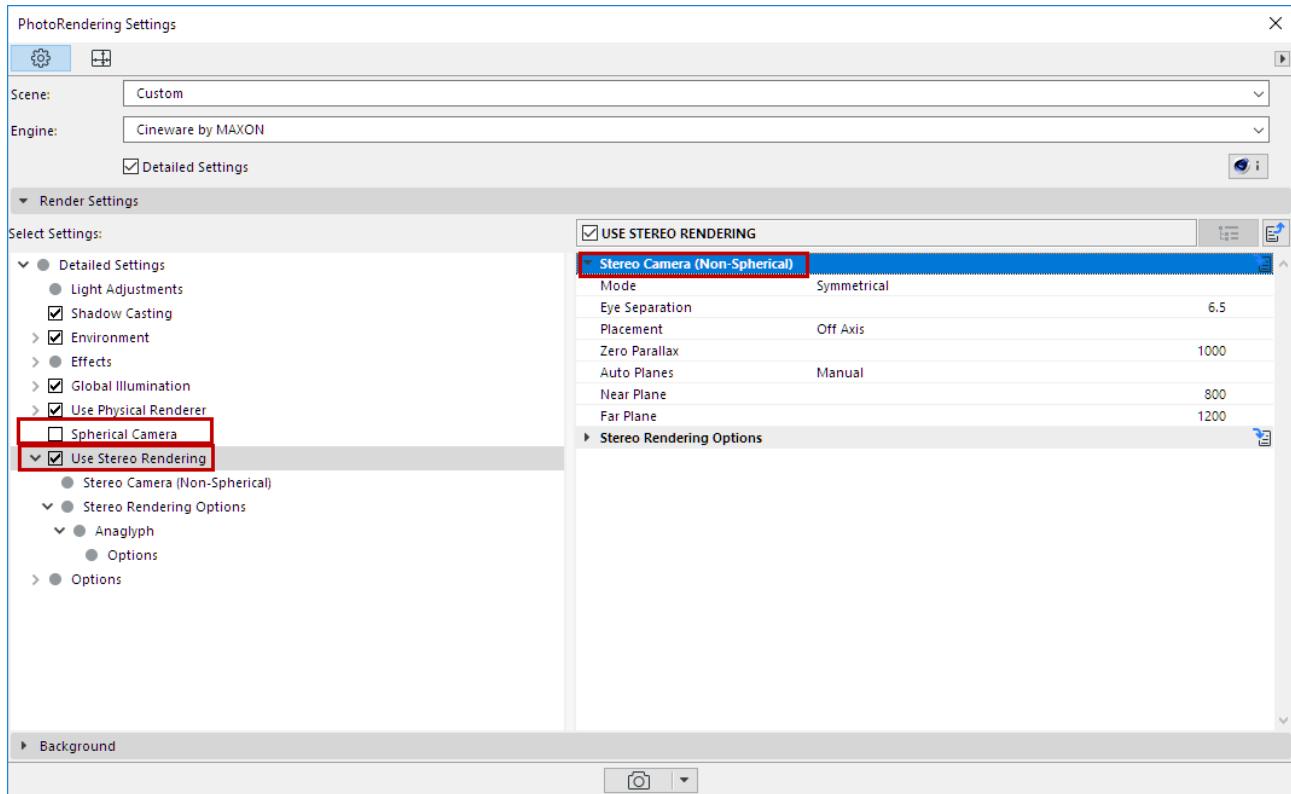 PhotoRendering Settings
Scene: Custom
Engine: Cineware by MAXON
Detailed Settings
i
Render Settings
Select Settings:
Detailed Settings
Light Adjustments
Shadow Casting
Environment
Effects
Global Illumination
Use Physical Renderer
Spherical Camera
Use Stereo Rendering
Stereo Camera (Non-Spherical)
Stereo Rendering Options
Anaglyph
Options
Options
USE STEREO RENDERING
Stereo Camera (Non-Spherical)
Mode Symmetrical
Eye Separation 6.5
Placement Off Axis
Zero Parallax 1000
Auto Planes Manual
Near Plane 800
Far Plane 1200
Stereo Rendering Options
Background